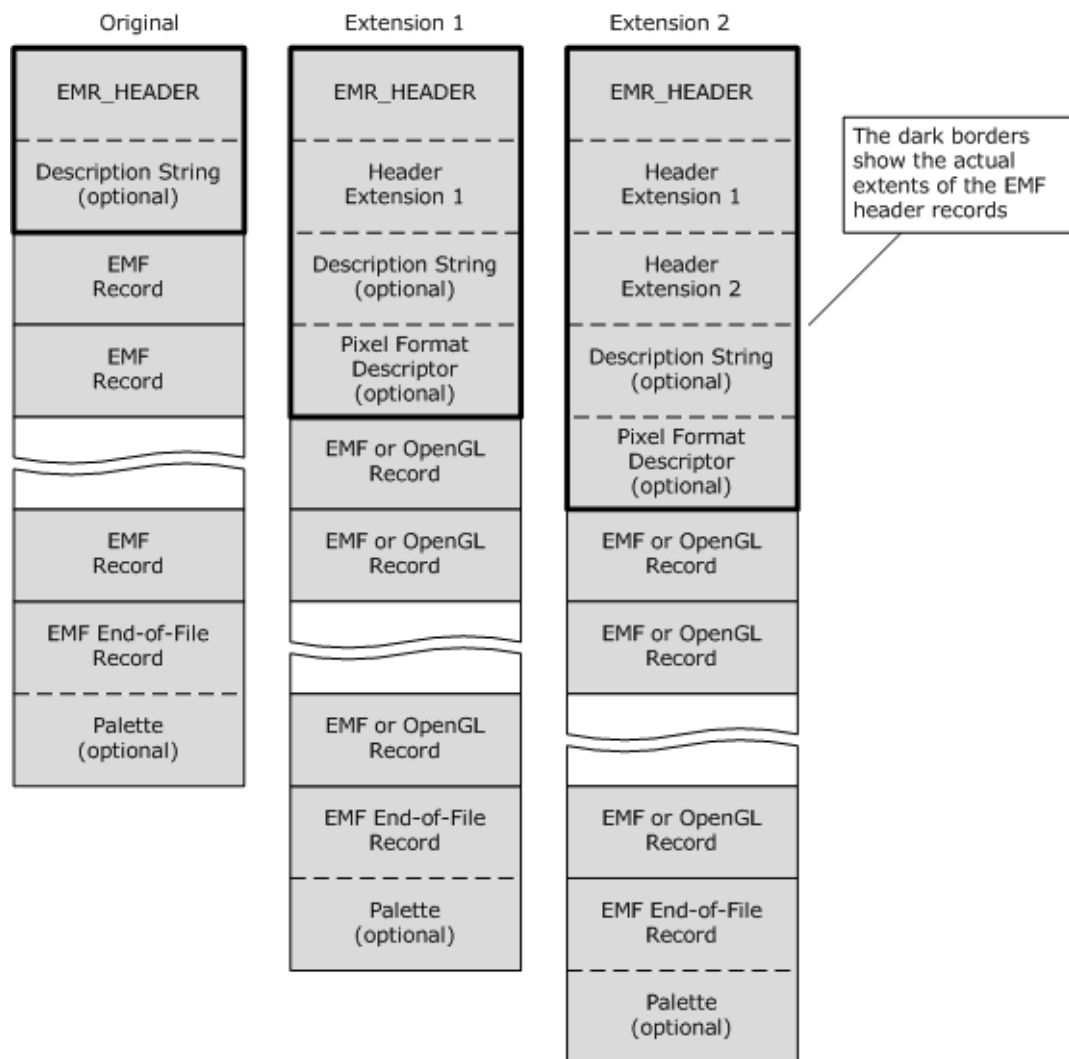 Original
EMR_HEADER
Description String
(optional)
EMF
Record
EMF
Record
EMF
Record
EMF End-of-File
Record
Palette
(optional)
Extension 1
EMR_HEADER
Header
Extension 1
Description String
(optional)
Pixel Format
Descriptor
(optional)
EMF or OpenGL
Record
EMF or OpenGL
Record
EMF or OpenGL
Record
EMF End-of-File
Record
Palette
(optional)
Extension 2
EMR_HEADER
Header
Extension 1
Header
Extension 2
Description String
(optional)
Pixel Format
Descriptor
(optional)
EMF or OpenGL
Record
EMF or OpenGL
Record
EMF or OpenGL
Record
EMF End-of-File
Record
Palette
(optional)
The dark borders
show the actual
extents of the EMF
header records